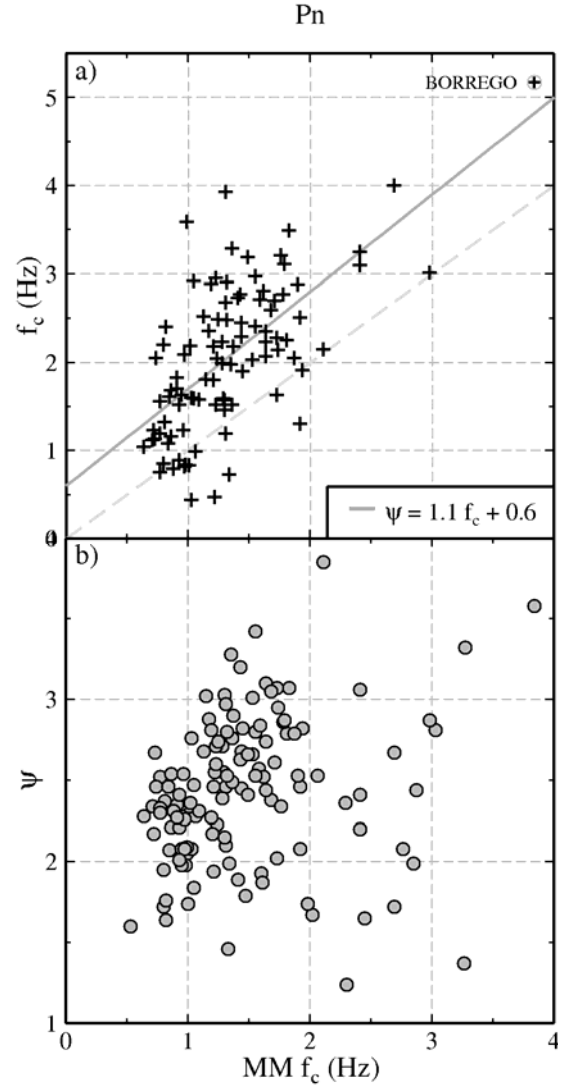 Pn
a)
BORREGO
5
4
3
2
1
0
f_c (Hz)
ψ = 1.1 f_c + 0.6
b)
4
3
2
1
ψ
0
1
2
3
4
MM f_c (Hz)